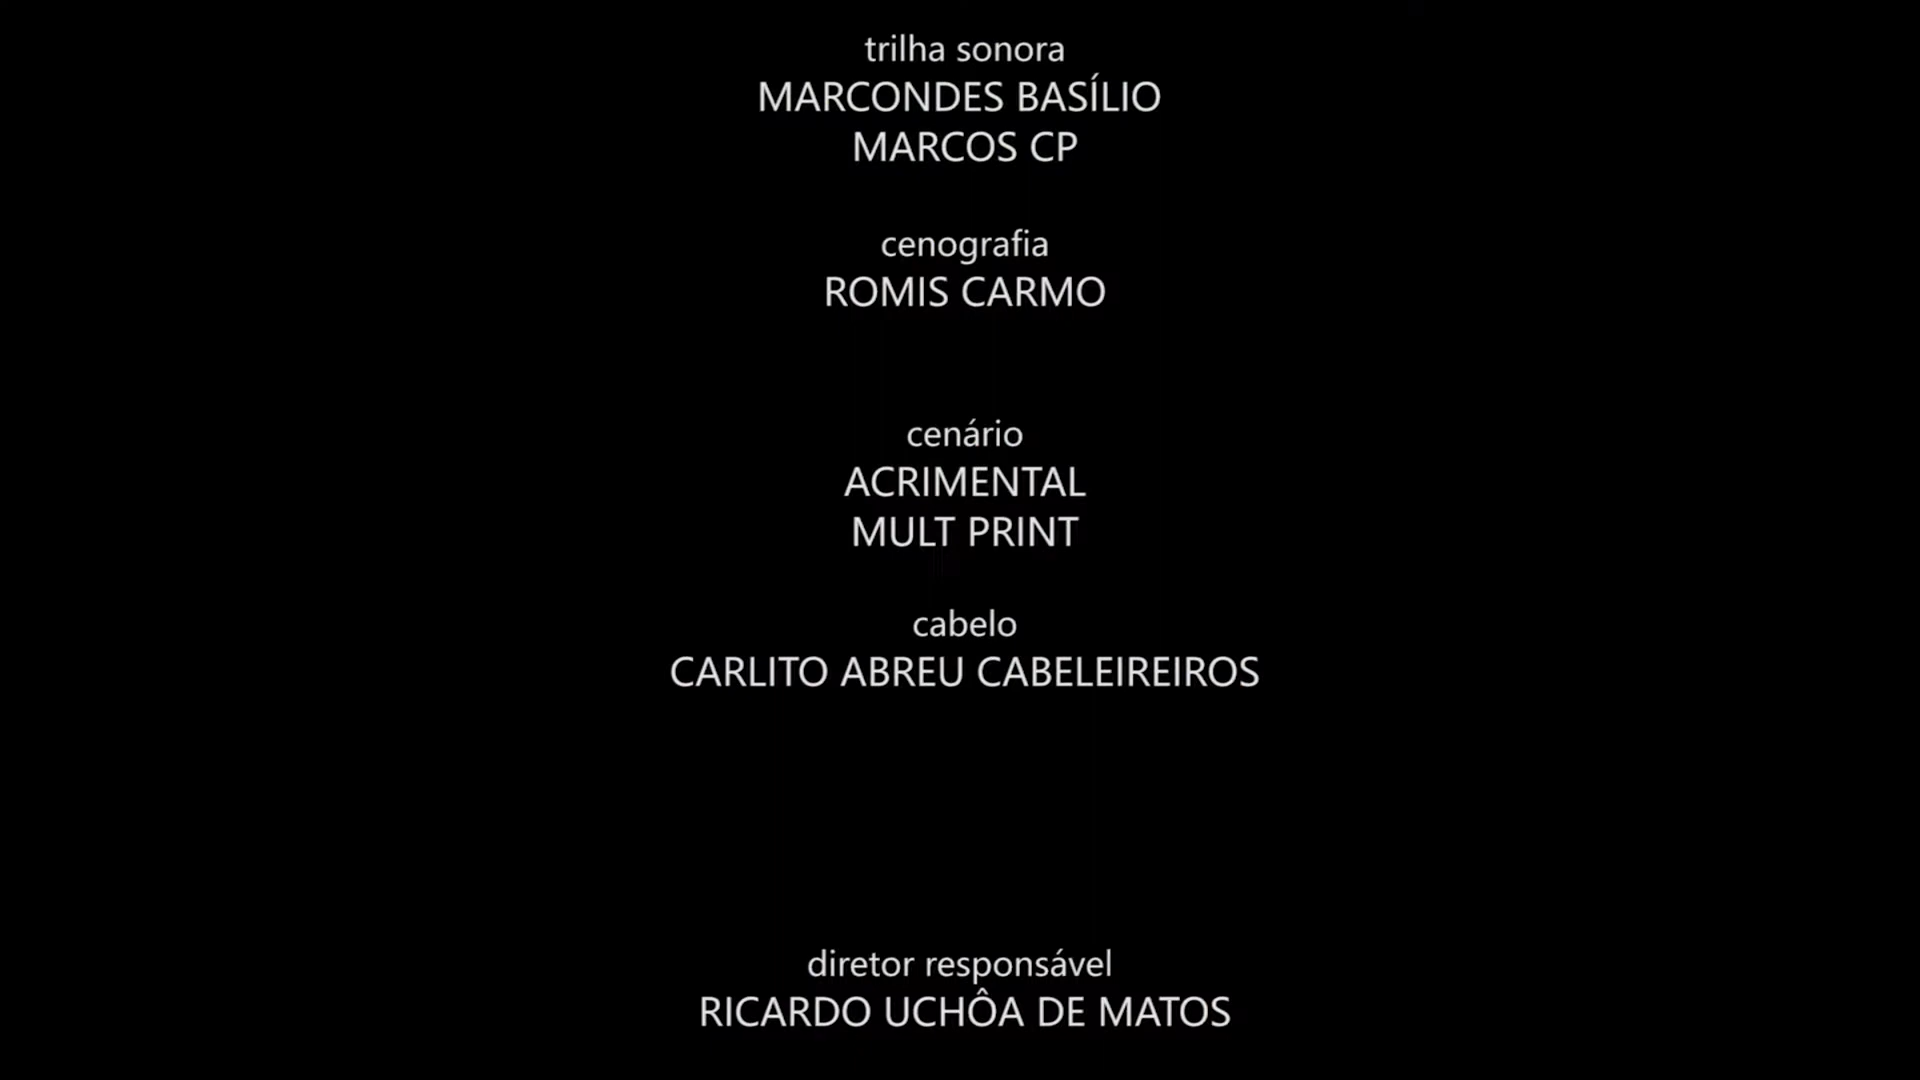 trilha sonora
MARCONDES BASÍLIO
MARCOS CP
cenografia
ROMIS CARMO
cenário
ACRIMENTAL
MULT PRINT
cabelo
CARLITO ABREU CABELEIREIROS
diretor responsável
RICARDO UCHÔA DE MATOS